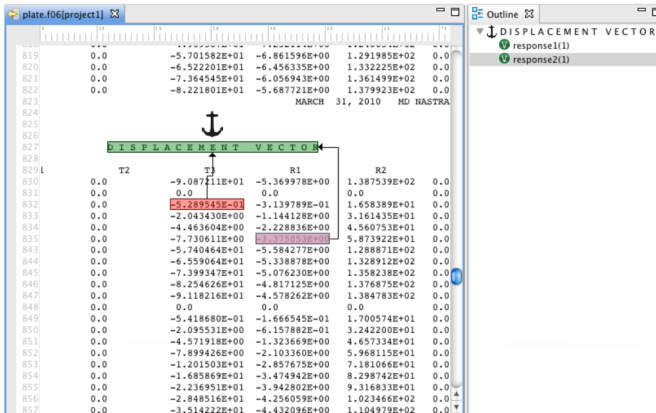 plate.f06[project1]
819 0.0 -5.701582E+01 -6.861596E+00 1.291985E+02 0.0
820 0.0 -6.522201E+01 -6.456335E+00 1.332225E+02 0.0
821 0.0 -7.364545E+01 -6.056943E+00 1.361499E+02 0.0
822 0.0 -8.221801E+01 -5.687721E+00 1.379923E+02 0.0
823 MARCH 31, 2010 MD NASTRA
824
825
826
827 D I S P L A C E M E N T V E C T O R
828
829 T2 T3 R1 R2
830 0.0 -9.087211E+01 -5.369978E+00 1.387539E+02 0.0
831 0.0 0.0 0.0 0.0 0.0
832 0.0 -5.289545E-01 -3.139789E-01 1.658389E+01 0.0
833 0.0 -2.043430E+00 -1.144128E+00 3.161435E+01 0.0
834 0.0 -4.463604E+00 -2.228836E+00 4.560753E+01 0.0
835 0.0 -7.730611E+00 -3.375053E+00 5.873922E+01 0.0
845 0.0 -5.740464E+01 -5.584277E+00 1.288871E+02 0.0
844 0.0 -6.559064E+01 -5.338878E+00 1.328912E+02 0.0
845 0.0 -7.399347E+01 -5.076230E+00 1.358238E+02 0.0
846 0.0 -8.254626E+01 -4.817125E+00 1.376875E+02 0.0
847 0.0 -9.118216E+01 -4.578262E+00 1.384783E+02 0.0
848 0.0 0.0 0.0 0.0 0.0
849 0.0 -5.418680E-01 -1.666545E-01 1.700574E+01 0.0
850 0.0 -2.095531E+00 -6.157882E-01 3.242200E+01 0.0
851 0.0 -4.571918E+00 -1.323669E+00 4.657334E+01 0.0
852 0.0 -7.899426E+00 -2.103360E+00 5.968115E+01 0.0
853 0.0 -1.201503E+01 -2.857675E+00 7.181066E+01 0.0
854 0.0 -1.685869E+01 -3.474942E+00 8.298742E+01 0.0
855 0.0 -2.236951E+01 -3.942802E+00 9.316833E+01 0.0
856 0.0 -2.848516E+01 -4.256059E+00 1.023466E+02 0.0
857 0.0 -3.514222E+01 -4.432096E+00 1.104979E+02 0.0
Outline
D I S P L A C E M E N T V E C T O R
response1(1)
response2(1)